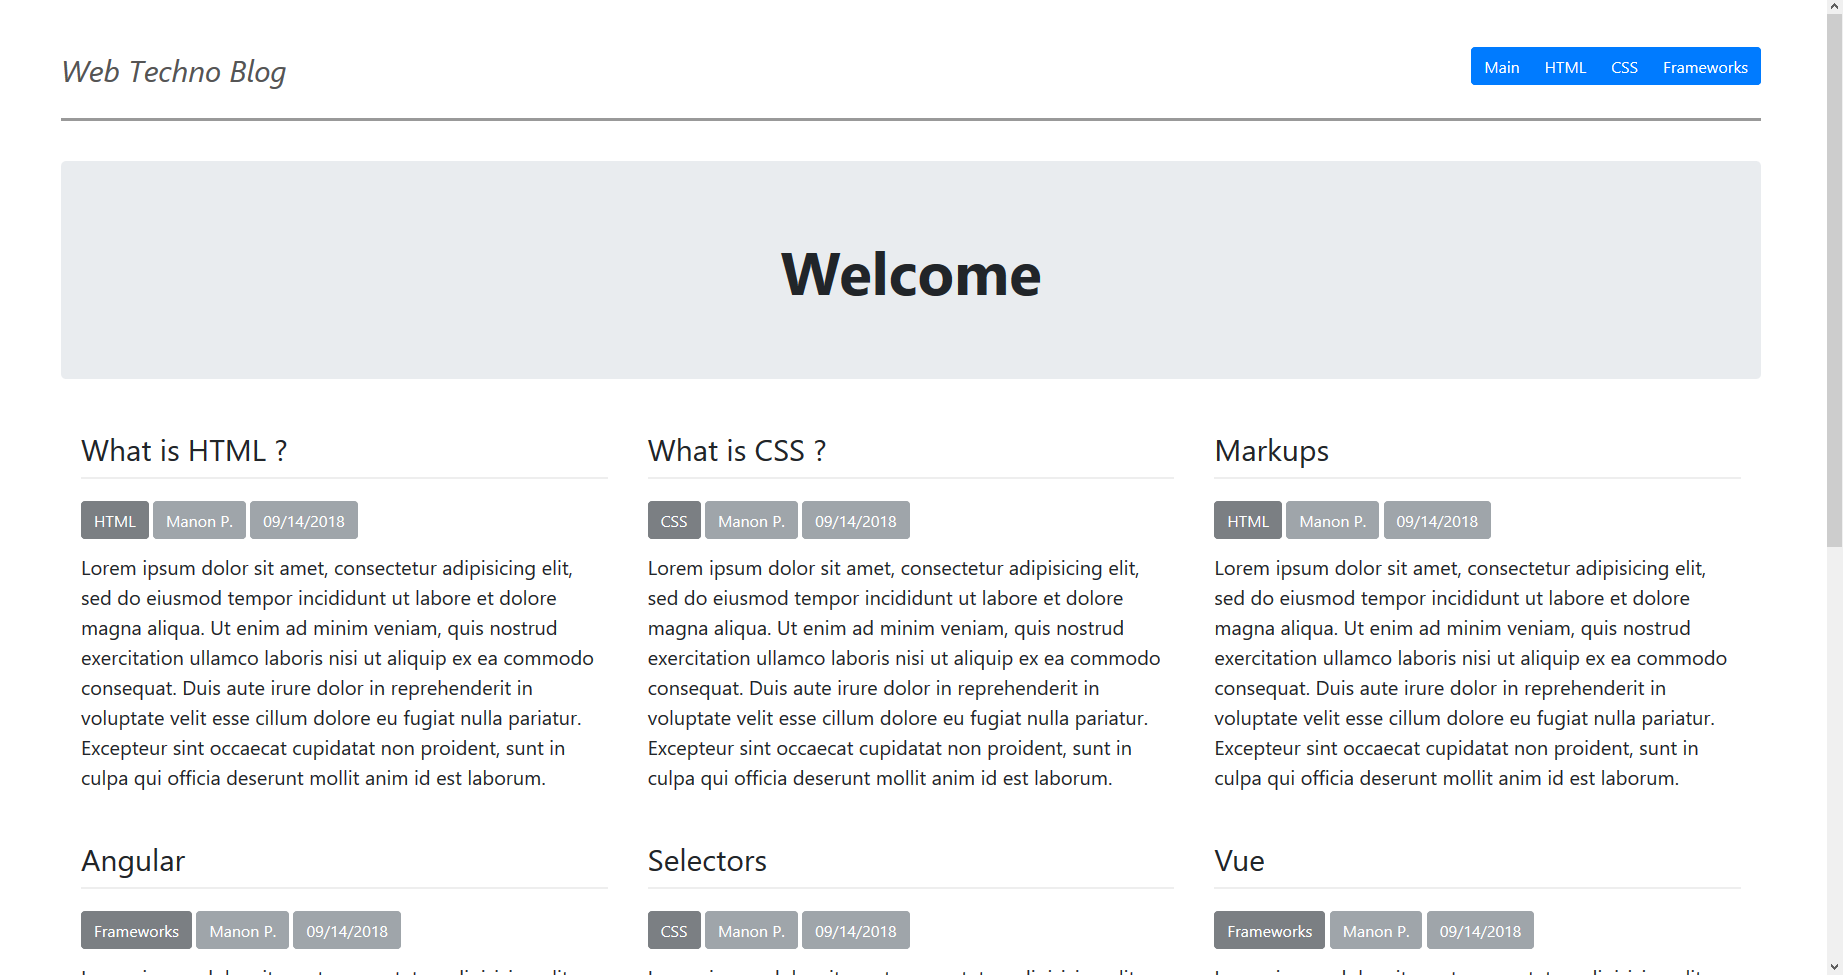 Web Techno Blog
Main HTML CSS Frameworks
Welcome
What is HTML ?
HTML Manon P. 09/14/2018
Lorem ipsum dolor sit amet, consectetur adipisicing elit,
sed do eiusmod tempor incididunt ut labore et dolore
magna aliqua. Ut enim ad minim veniam, quis nostrud
exercitation ullamco laboris nisi ut aliquip ex ea commodo
consequat. Duis aute irure dolor in reprehenderit in
voluptate velit esse cillum dolore eu fugiat nulla pariatur.
Excepteur sint occaecat cupidatat non proident, sunt in
culpa qui officia deserunt mollit anim id est laborum.
What is CSS ?
CSS Manon P. 09/14/2018
Lorem ipsum dolor sit amet, consectetur adipisicing elit,
sed do eiusmod tempor incididunt ut labore et dolore
magna aliqua. Ut enim ad minim veniam, quis nostrud
exercitation ullamco laboris nisi ut aliquip ex ea commodo
consequat. Duis aute irure dolor in reprehenderit in
voluptate velit esse cillum dolore eu fugiat nulla pariatur.
Excepteur sint occaecat cupidatat non proident, sunt in
culpa qui officia deserunt mollit anim id est laborum.
Markups
HTML Manon P. 09/14/2018
Lorem ipsum dolor sit amet, consectetur adipisicing elit,
sed do eiusmod tempor incididunt ut labore et dolore
magna aliqua. Ut enim ad minim veniam, quis nostrud
exercitation ullamco laboris nisi ut aliquip ex ea commodo
consequat. Duis aute irure dolor in reprehenderit in
voluptate velit esse cillum dolore eu fugiat nulla pariatur.
Excepteur sint occaecat cupidatat non proident, sunt in
culpa qui officia deserunt mollit anim id est laborum.
Angular
Frameworks Manon P. 09/14/2018
Selectors
CSS Manon P. 09/14/2018
Vue
Frameworks Manon P. 09/14/2018